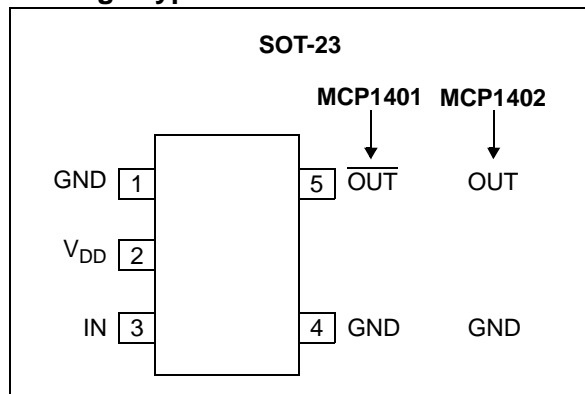 SOT-23
MCP1401 MCP1402
GND 1 5 OUT OUT
VDD 2
IN 3 4 GND GND